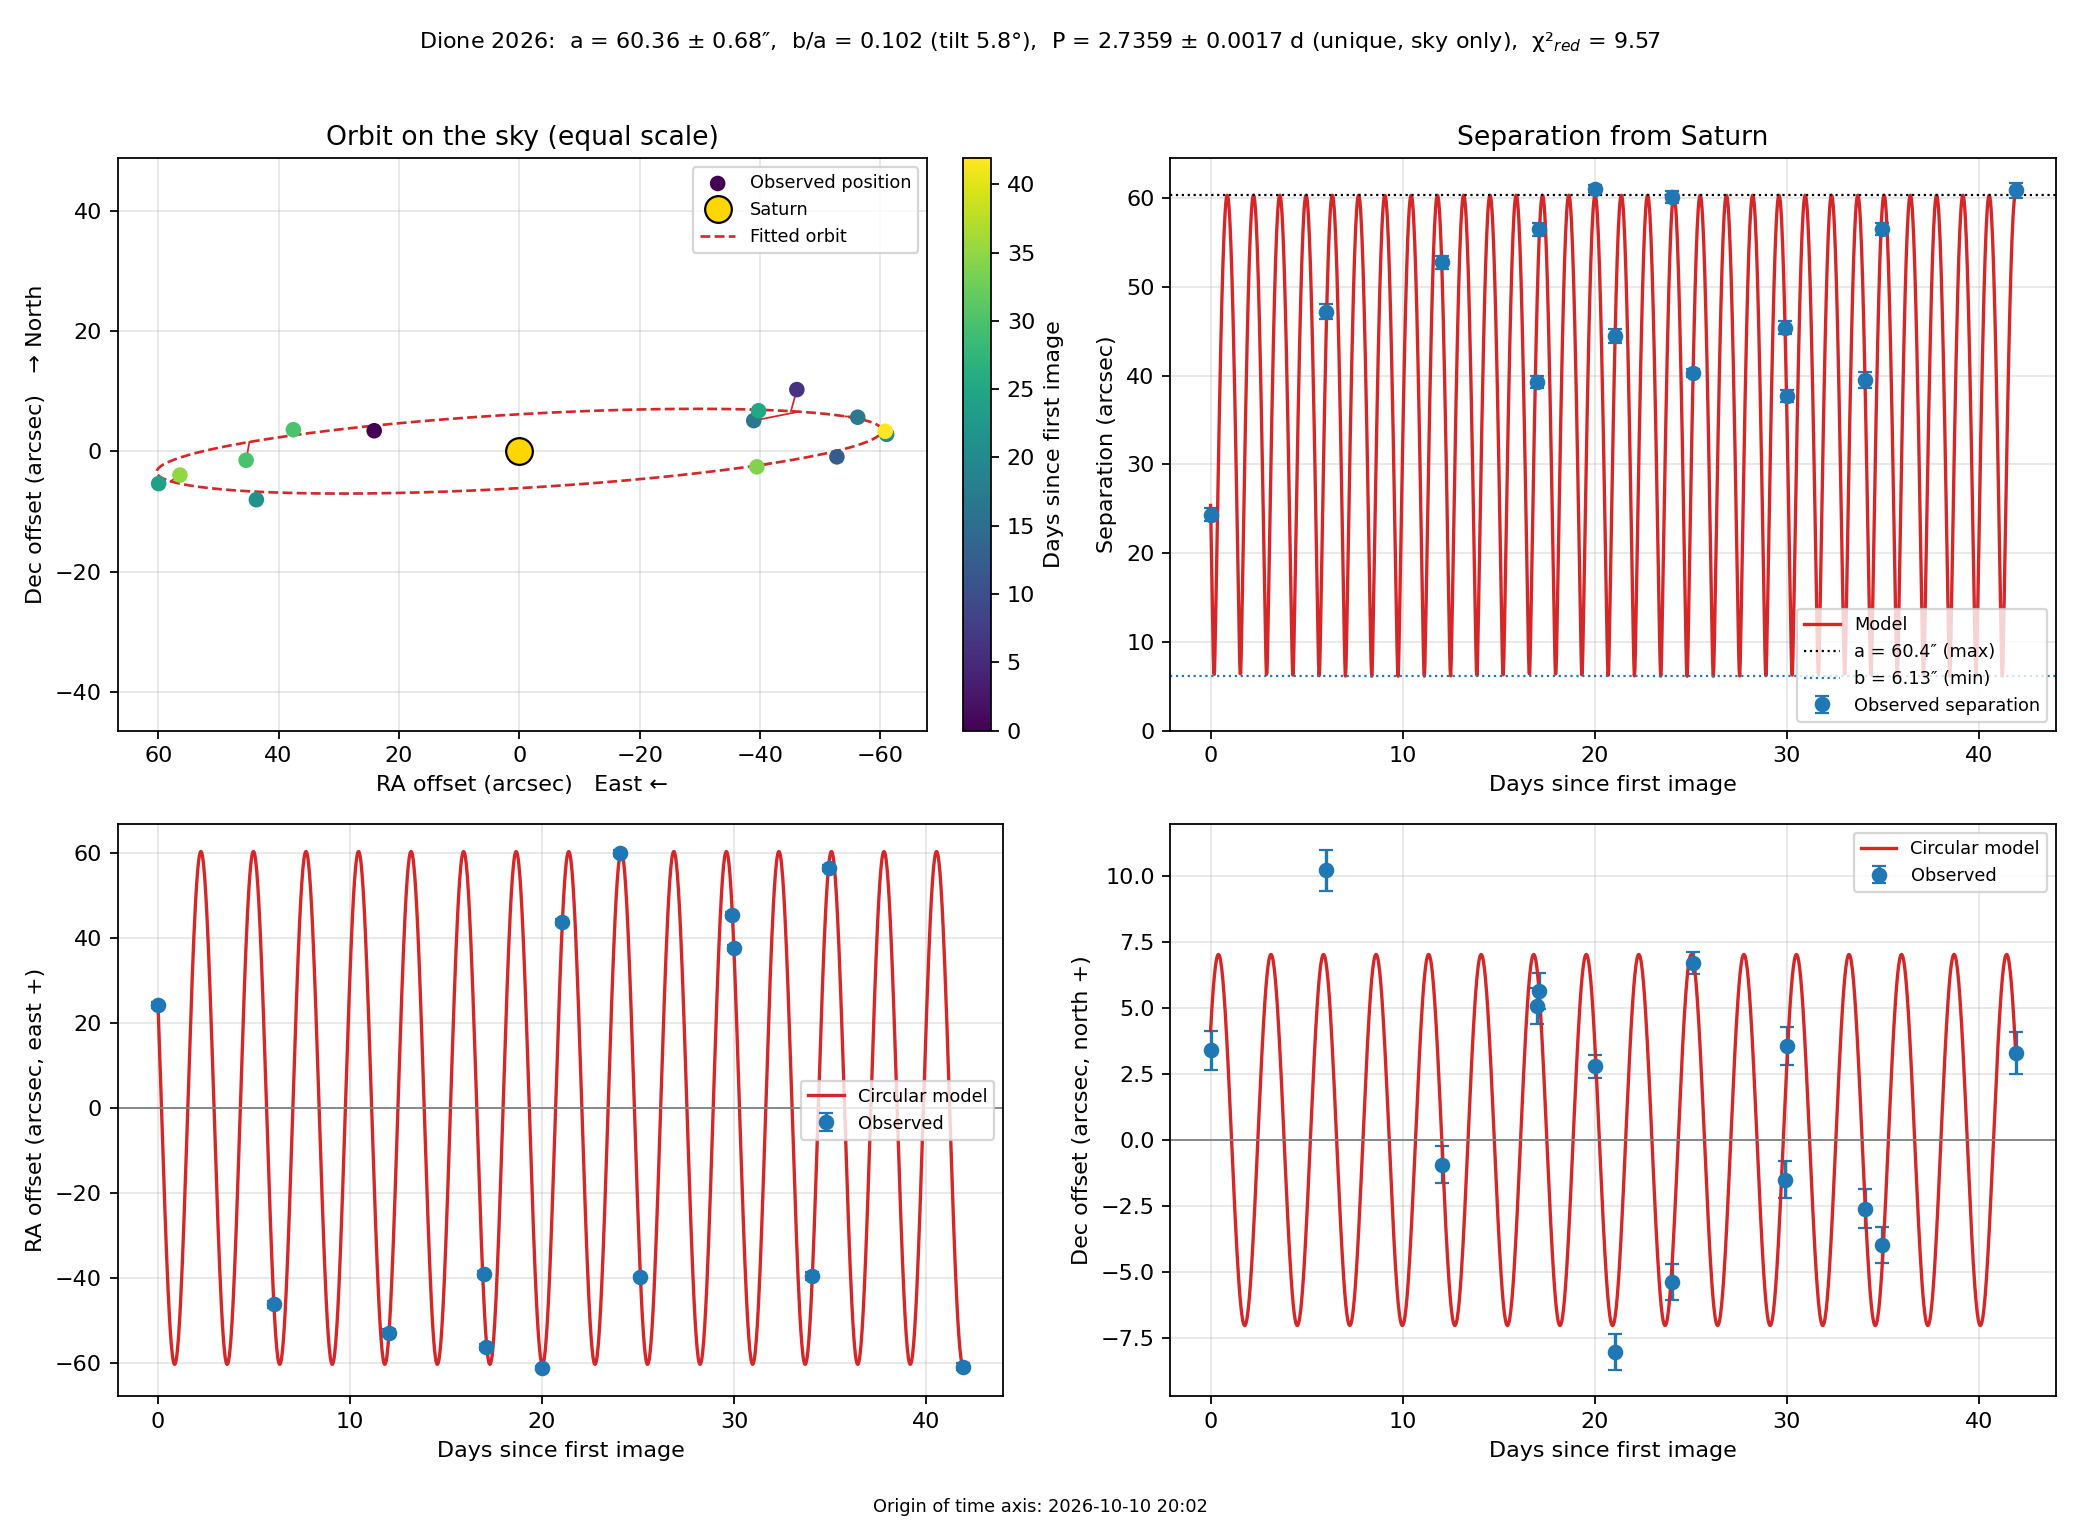 Dione 2026:  a = 60.36 ± 0.68″,  b/a = 0.102 (tilt 5.8°),  P = 2.7359 ± 0.0017 d (unique, sky only),  χ²red = 9.57
Orbit on the sky (equal scale)
Observed position
Saturn
Fitted orbit
40
20
0
−20
−40
60
40
20
0
−20
−40
−60
Dec offset (arcsec)   → North
RA offset (arcsec)   East ←
40
35
30
25
20
15
10
5
0
Days since first image
Separation from Saturn
60
50
40
30
20
10
0
0
10
20
30
40
Separation (arcsec)
Days since first image
Model
a = 60.4″ (max)
b = 6.13″ (min)
Observed separation
60
40
20
0
−20
−40
−60
0
10
20
30
40
RA offset (arcsec, east +)
Days since first image
Circular model
Observed
10.0
7.5
5.0
2.5
0.0
−2.5
−5.0
−7.5
0
10
20
30
40
Dec offset (arcsec, north +)
Days since first image
Circular model
Observed
Origin of time axis: 2026-10-10 20:02